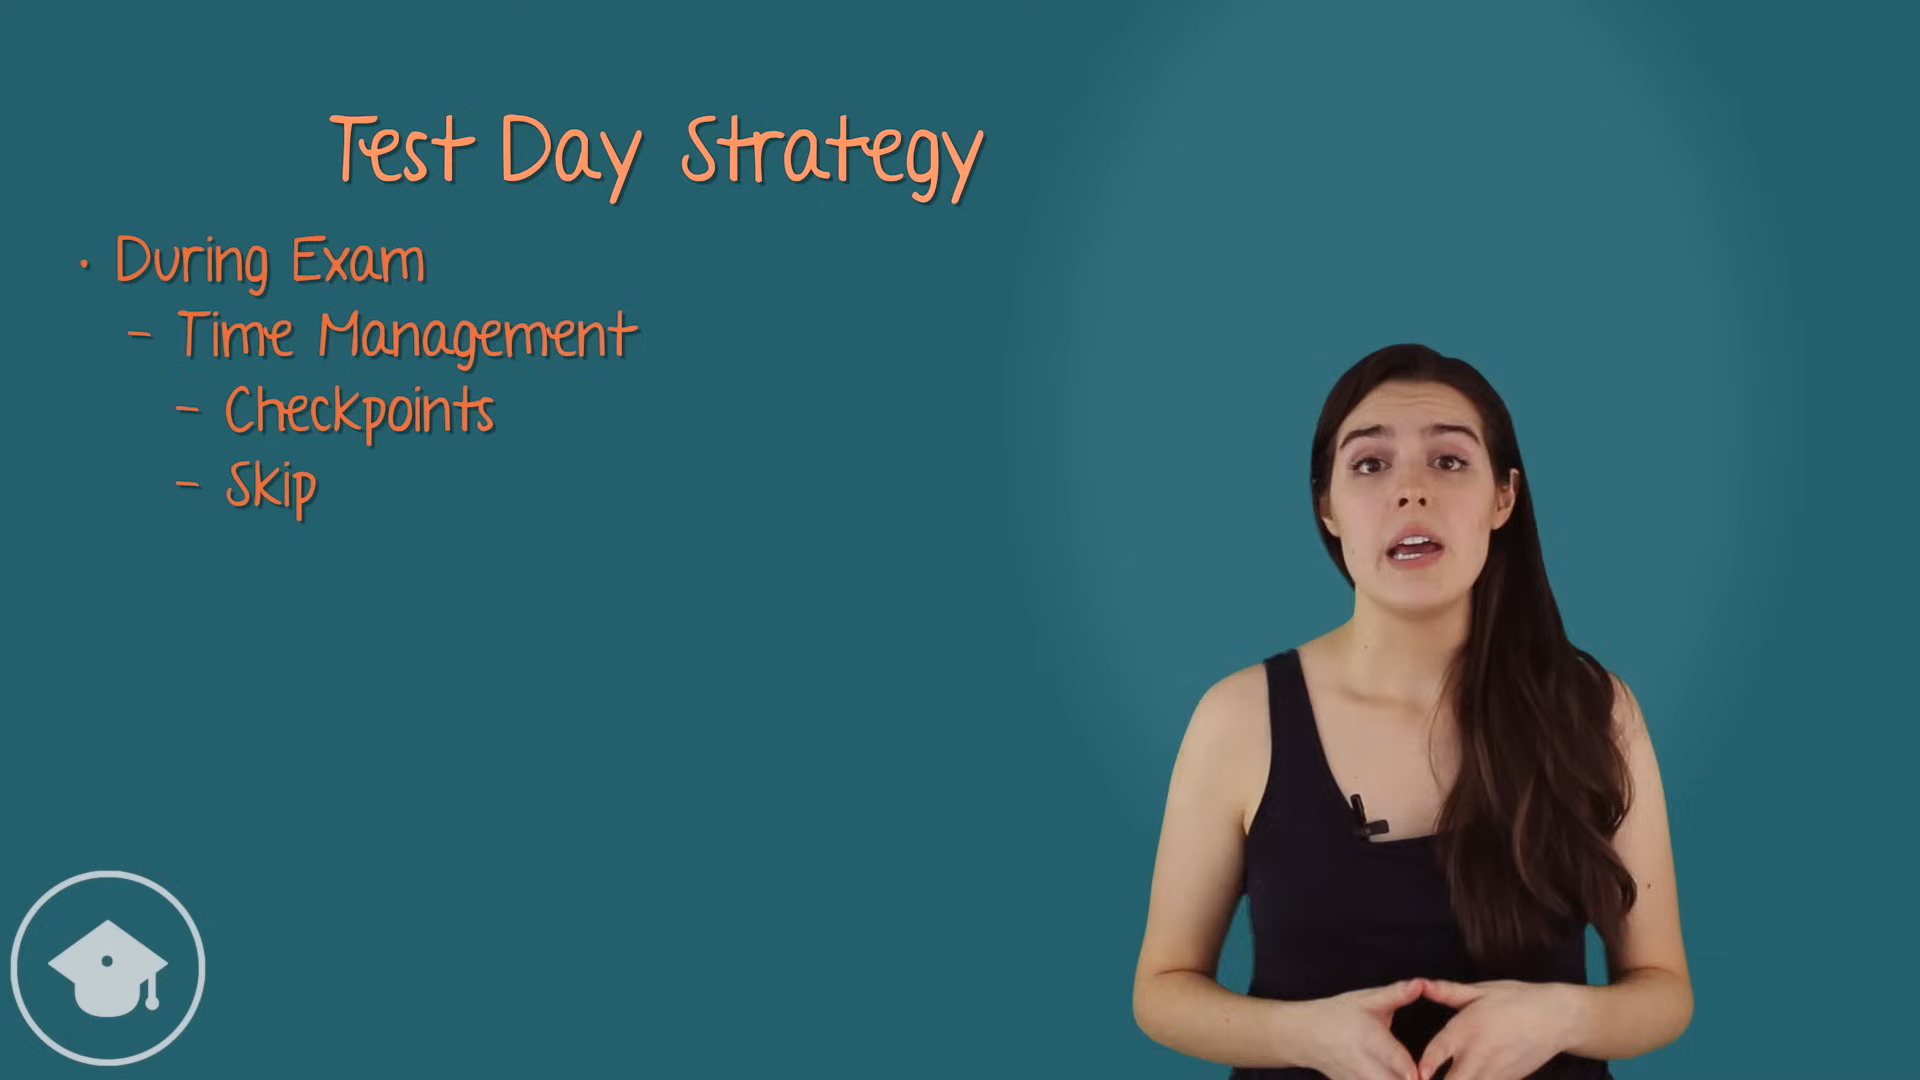 Test Day Strategy
• During Exam
- Time Management
- Checkpoints
- Skip